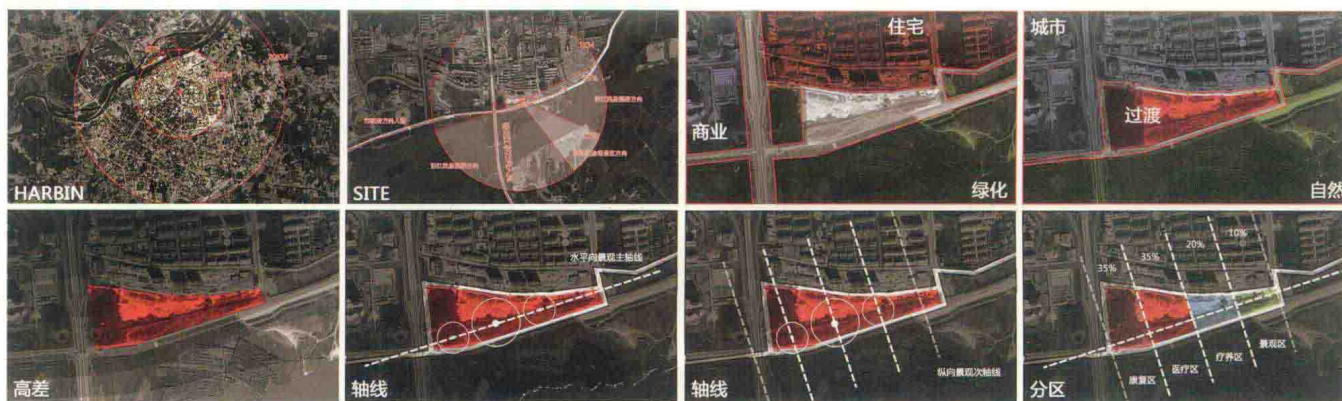 HARBIN
SITE
住宅
商业
绿化
城市
过渡
自然
高差
水平向景观主轴线
轴线
纵向景观次轴线
轴线
10%
20%
35%
35%
景观区
疗养区
医疗区
康复区
分区